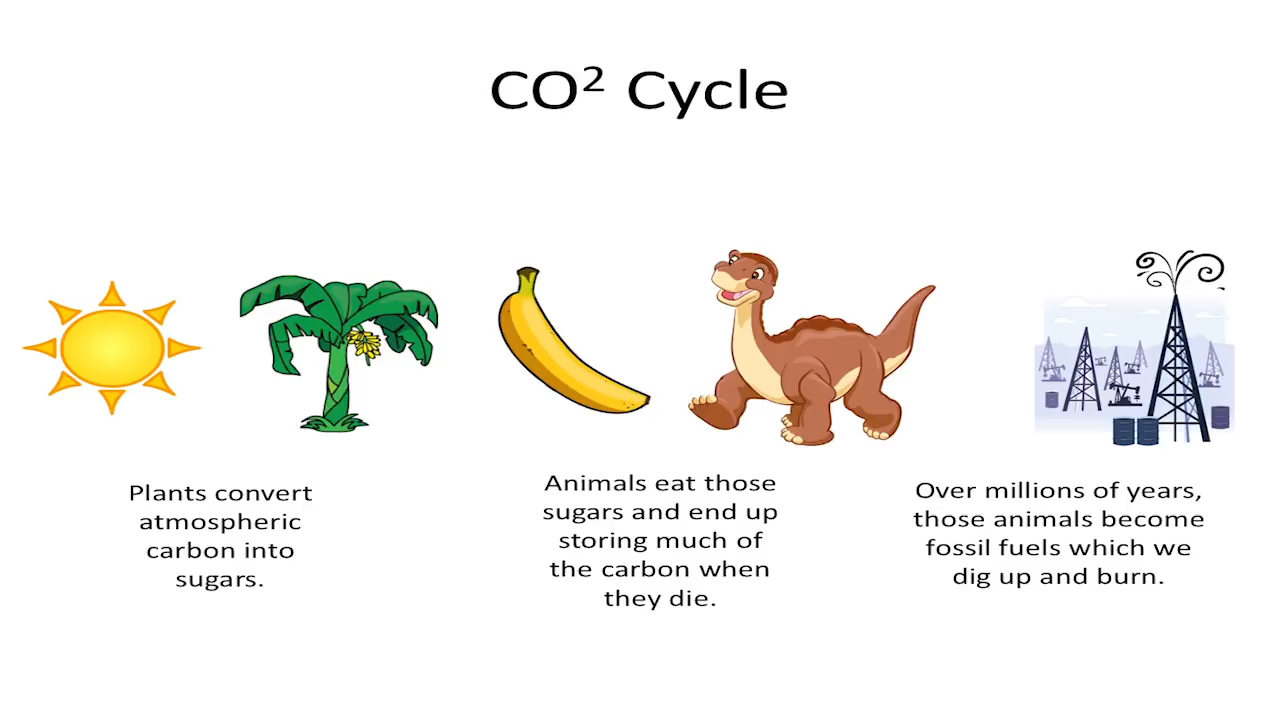 CO² Cycle
Plants convert
atmospheric
carbon into
sugars.
Animals eat those
sugars and end up
storing much of
the carbon when
they die.
Over millions of years,
those animals become
fossil fuels which we
dig up and burn.